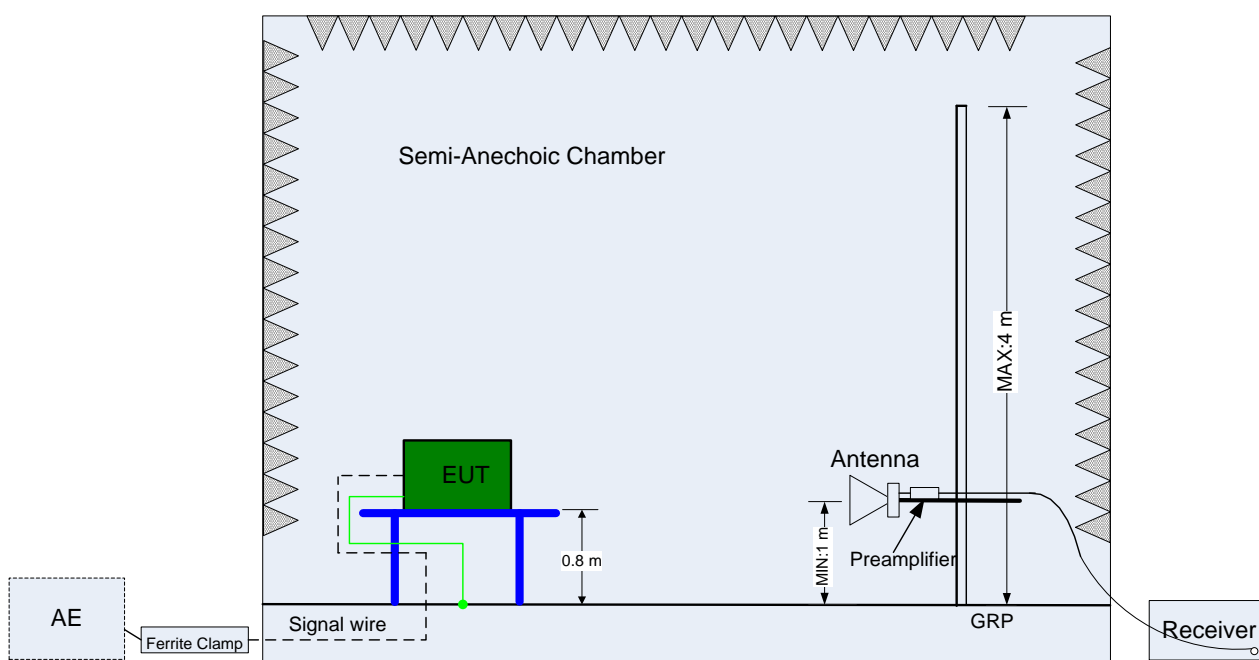 Semi-Anechoic Chamber
MAX:4 m
EUT
Antenna
0.8 m
MIN:1 m
Preamplifier
AE
Ferrite Clamp
Signal wire
GRP
Receiver